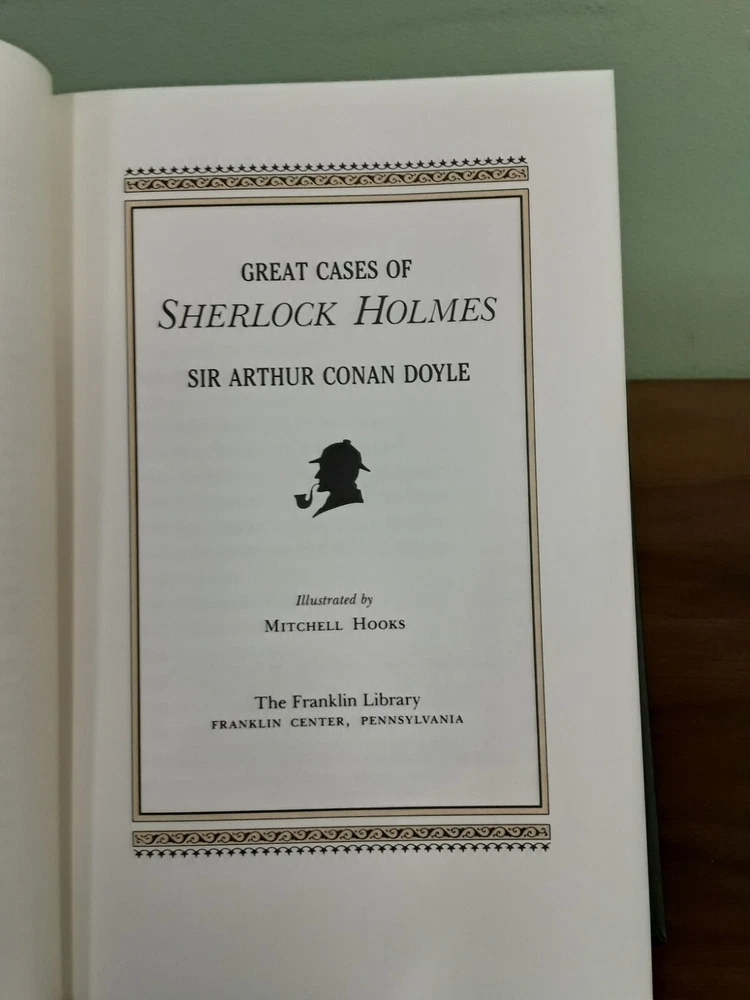 GREAT CASES OF
SHERLOCK HOLMES
SIR ARTHUR CONAN DOYLE
Illustrated by
MITCHELL HOOKS
The Franklin Library
FRANKLIN CENTER, PENNSYLVANIA